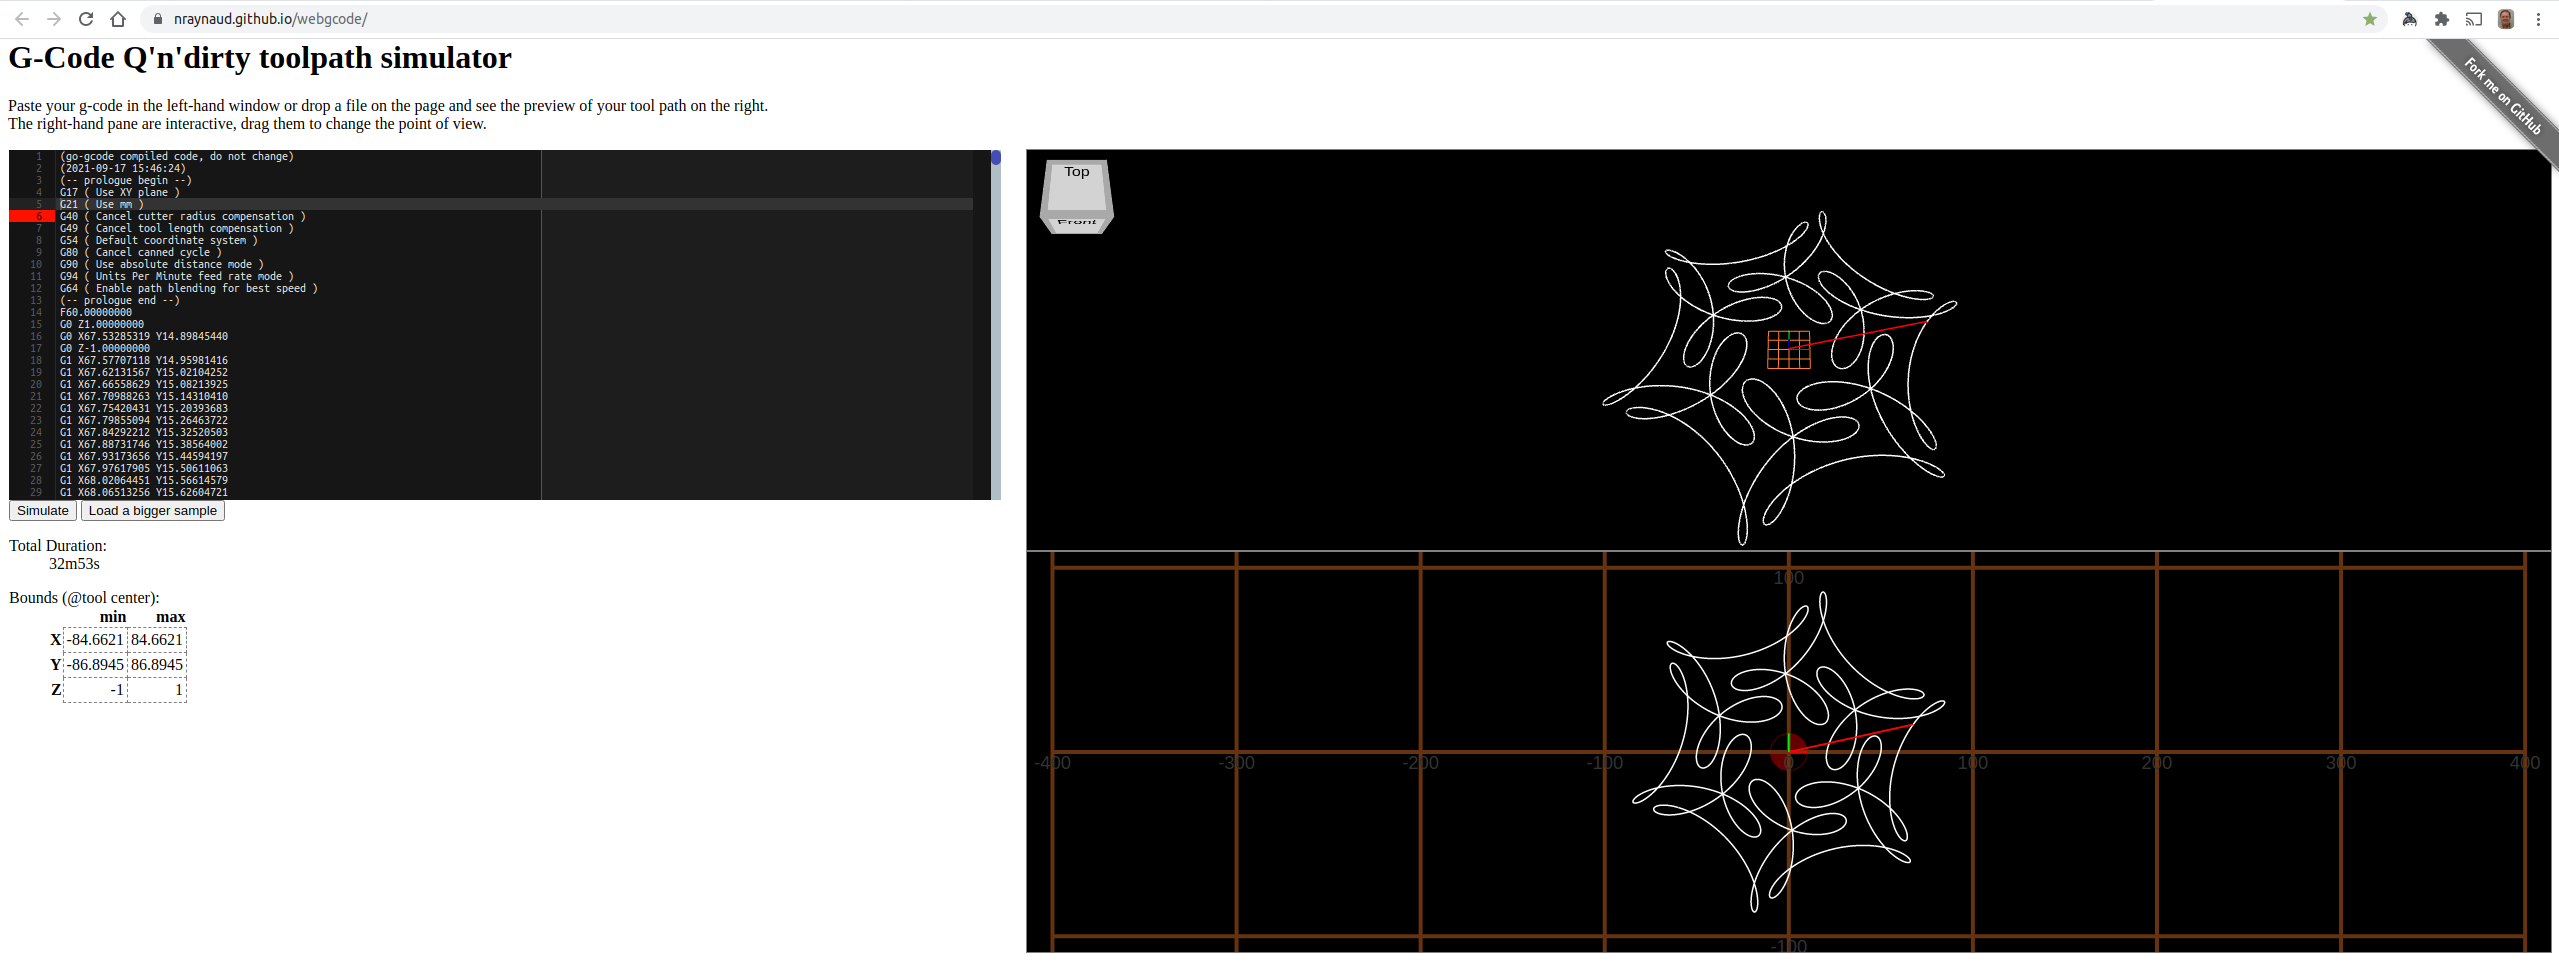 nraynaud.github.io/webgcode/
G-Code Q'n'dirty toolpath simulator
Fork me on GitHub
Paste your g-code in the left-hand window or drop a file on the page and see the preview of your tool path on the right.
The right-hand pane are interactive, drag them to change the point of view.
1 (go-gcode compiled code, do not change)
2 (2021-09-17 15:46:24)
3 (-- prologue begin --)
4 G17 ( Use XY plane )
5 G21 ( Use mm )
6 G40 ( Cancel cutter radius compensation )
7 G49 ( Cancel tool length compensation )
8 G54 ( Default coordinate system )
9 G80 ( Cancel canned cycle )
10 G90 ( Use absolute distance mode )
11 G94 ( Units Per Minute feed rate mode )
12 G64 ( Enable path blending for best speed )
13 (-- prologue end --)
14 F60.00000000
15 G0 Z1.00000000
16 G0 X67.53285319 Y14.89845440
17 G0 Z-1.00000000
18 G1 X67.57707118 Y14.95981416
19 G1 X67.62131567 Y15.02104252
20 G1 X67.66558629 Y15.08213925
21 G1 X67.70988263 Y15.14310410
22 G1 X67.75420431 Y15.20393683
23 G1 X67.79855094 Y15.26463722
24 G1 X67.84292212 Y15.32520503
25 G1 X67.88731746 Y15.38564002
26 G1 X67.93173656 Y15.44594197
27 G1 X67.97617905 Y15.50611063
28 G1 X68.02064451 Y15.56614579
29 G1 X68.06513256 Y15.62604721
Simulate Load a bigger sample
Total Duration:
32m53s
Bounds (@tool center):
min max
X -84.6621 84.6621
Y -86.8945 86.8945
Z -1 1
Top
Front
100
-400 -300 -200 -100 0 100 200 300 400
-100